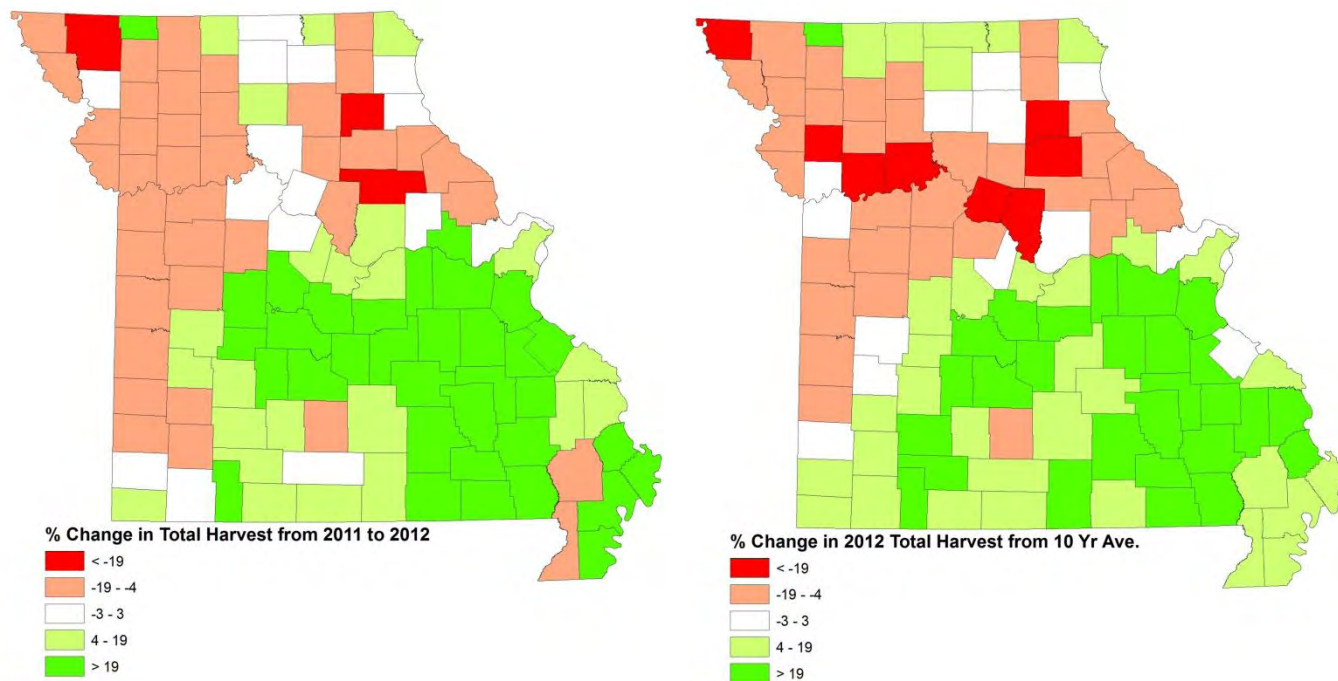 % Change in Total Harvest from 2011 to 2012
< -19
-19 - -4
-3 - 3
4 - 19
> 19
% Change in 2012 Total Harvest from 10 Yr Ave.
< -19
-19 - -4
-3 - 3
4 - 19
> 19